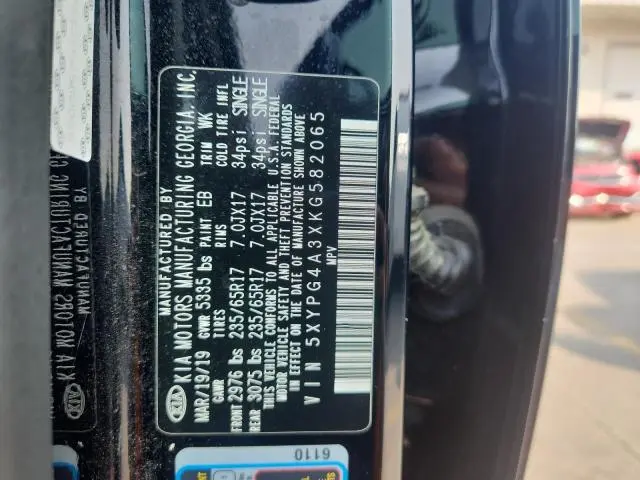 MANUFACTURED BY
KIA KIA MOTORS MANUFACTURING GEORGIA, INC.
MAR/19/19 GVWR 5335 lbs PAINT EB TRIM WK
GAWR TIRES RIMS COLD TIRE INFL
FRONT 2976 lbs 235/65R17 7.0JX17 34psi SINGLE
REAR 3075 lbs 235/65R17 7.0JX17 34psi SINGLE
THIS VEHICLE CONFORMS TO ALL APPLICABLE U.S.A. FEDERAL
MOTOR VEHICLE SAFETY AND THEFT PREVENTION STANDARDS
IN EFFECT ON THE DATE OF MANUFACTURE SHOWN ABOVE
VIN 5XYPG4A3XKG582065
MPV
6110
KIA KIA MOTORS MANUFACTURING
MANUFACTURED